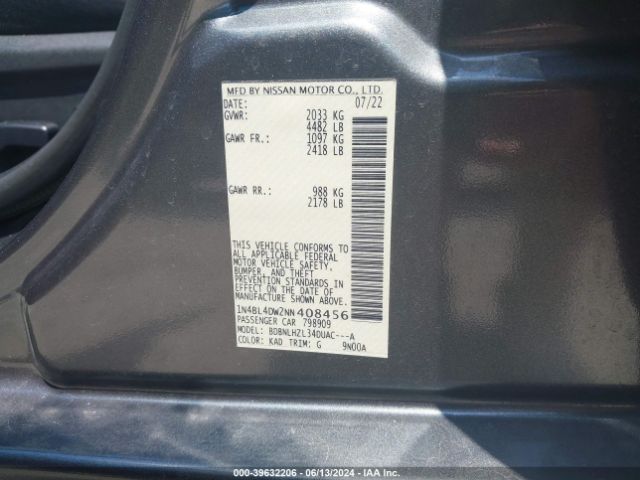 MFD BY NISSAN MOTOR CO., LTD.
DATE: 07/22
GVWR: 2033 KG
4482 LB
GAWR FR.: 1097 KG
2418 LB
GAWR RR.: 988 KG
2178 LB
THIS VEHICLE CONFORMS TO
ALL APPLICABLE FEDERAL
MOTOR VEHICLE SAFETY,
BUMPER, AND THEFT
PREVENTION STANDARDS IN
EFFECT ON THE DATE OF
MANUFACTURE SHOWN ABOVE.
1N4BL4DW2NN408456
PASSENGER CAR 798909
MODEL: BDBNLHZL34DUAC---A
COLOR: KAD TRIM: G 9N00A
000-39632206 - 06/13/2024 - IAA Inc.